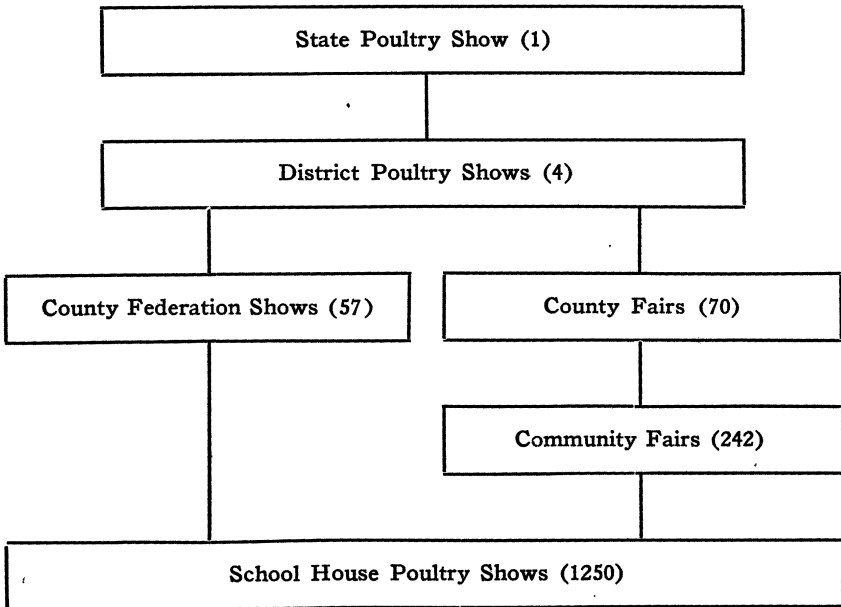 State Poultry Show (1)
District Poultry Shows (4)
County Federation Shows (57)
County Fairs (70)
Community Fairs (242)
School House Poultry Shows (1250)